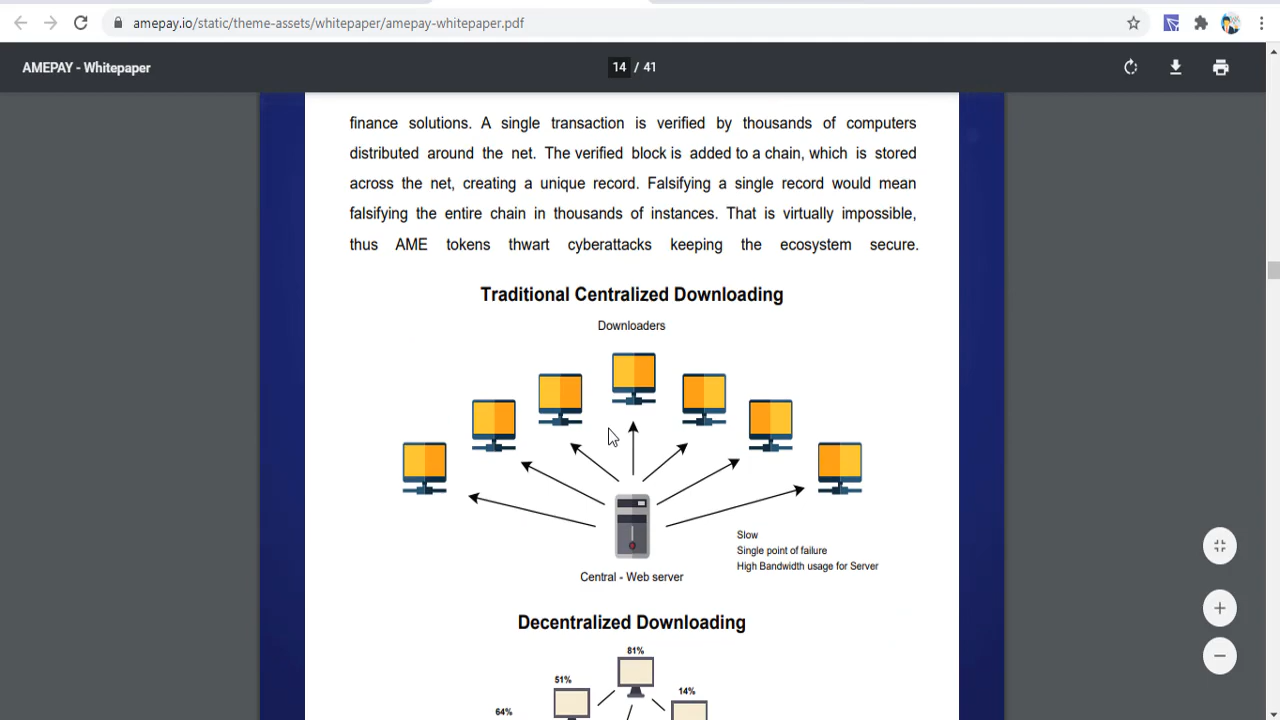 amepay.io/static/theme-assets/whitepaper/amepay-whitepaper.pdf
AMEPAY - Whitepaper
14 / 41
finance solutions. A single transaction is verified by thousands of computers
distributed around the net. The verified block is added to a chain, which is stored
across the net, creating a unique record. Falsifying a single record would mean
falsifying the entire chain in thousands of instances. That is virtually impossible,
thus AME tokens thwart cyberattacks keeping the ecosystem secure.
Traditional Centralized Downloading
Downloaders
Slow
Single point of failure
High Bandwidth usage for Server
Central - Web server
Decentralized Downloading
81%
51%
14%
64%